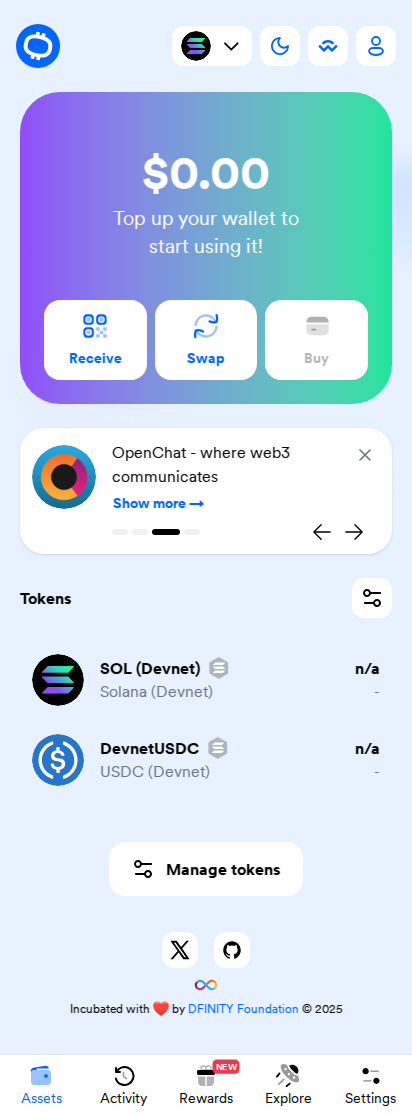 $0.00
Top up your wallet to
start using it!
Receive
Swap
Buy
OpenChat - where web3
communicates
Show more →
Tokens
SOL (Devnet)
n/a
Solana (Devnet)
-
DevnetUSDC
n/a
USDC (Devnet)
-
Manage tokens
Incubated with ❤️ by DFINITY Foundation © 2025
NEW
Assets
Activity
Rewards
Explore
Settings